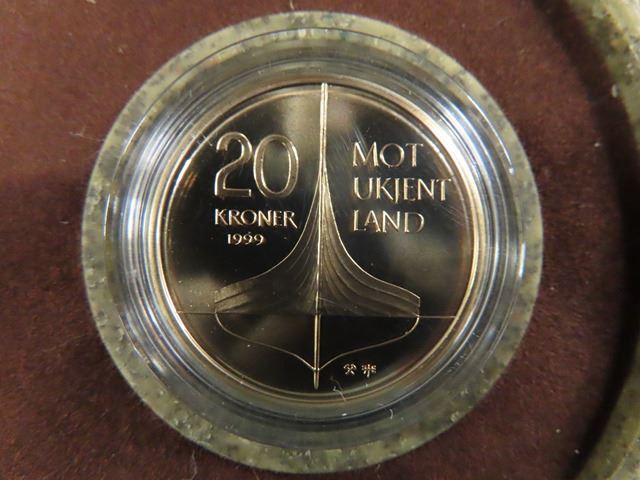 20
KRONER
1999
MOT
UKJENT
LAND